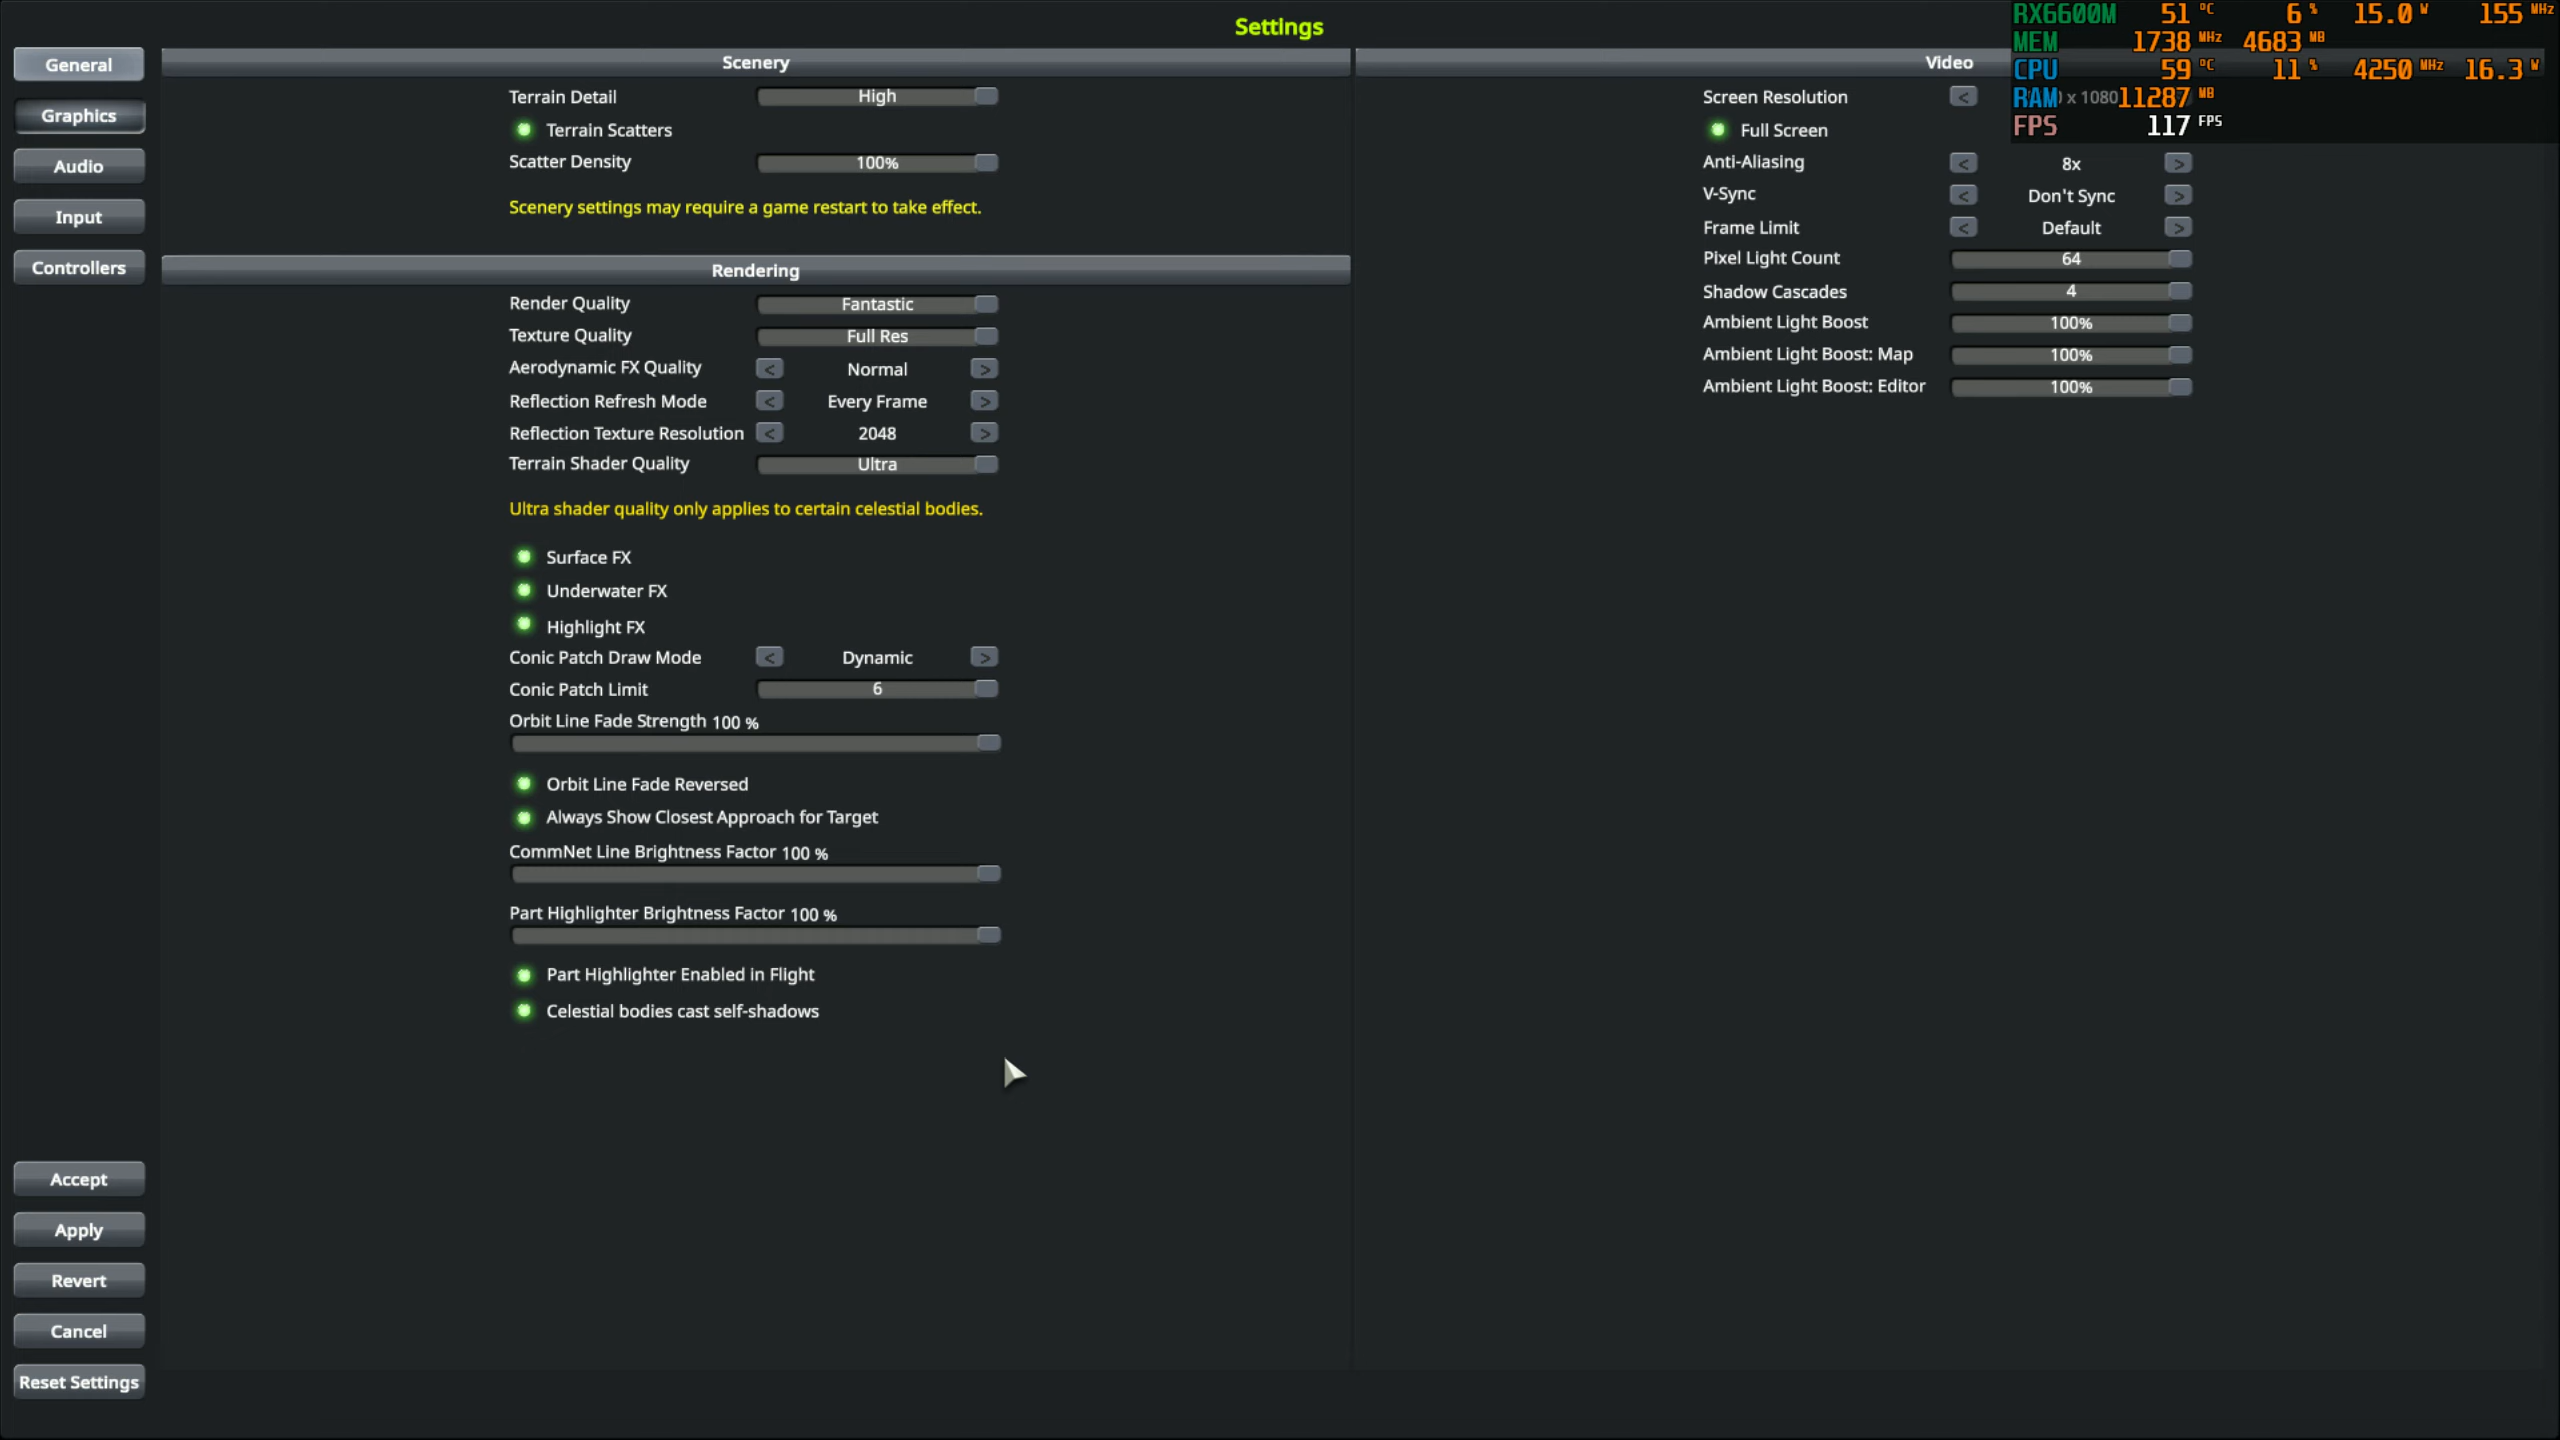 Settings
General
Graphics
Audio
Input
Controllers
Scenery
Terrain Detail High
Terrain Scatters
Scatter Density 100%
Scenery settings may require a game restart to take effect.
Rendering
Render Quality Fantastic
Texture Quality Full Res
Aerodynamic FX Quality < Normal >
Reflection Refresh Mode < Every Frame >
Reflection Texture Resolution < 2048 >
Terrain Shader Quality Ultra
Ultra shader quality only applies to certain celestial bodies.
Surface FX
Underwater FX
Highlight FX
Conic Patch Draw Mode < Dynamic >
Conic Patch Limit 6
Orbit Line Fade Strength 100 %
Orbit Line Fade Reversed
Always Show Closest Approach for Target
CommNet Line Brightness Factor 100 %
Part Highlighter Brightness Factor 100 %
Part Highlighter Enabled in Flight
Celestial bodies cast self-shadows
Video
Screen Resolution < x 1080
Full Screen
Anti-Aliasing < 8x >
V-Sync < Don't Sync >
Frame Limit < Default >
Pixel Light Count 64
Shadow Cascades 4
Ambient Light Boost 100%
Ambient Light Boost: Map 100%
Ambient Light Boost: Editor 100%
RX6600M 51 °C 6 % 15.0 W 155 MHz
MEM 1738 MHz 4683 MB
CPU 59 °C 11 % 4250 MHz 16.3 W
RAM 11287 MB
FPS 117 FPS
Accept
Apply
Revert
Cancel
Reset Settings